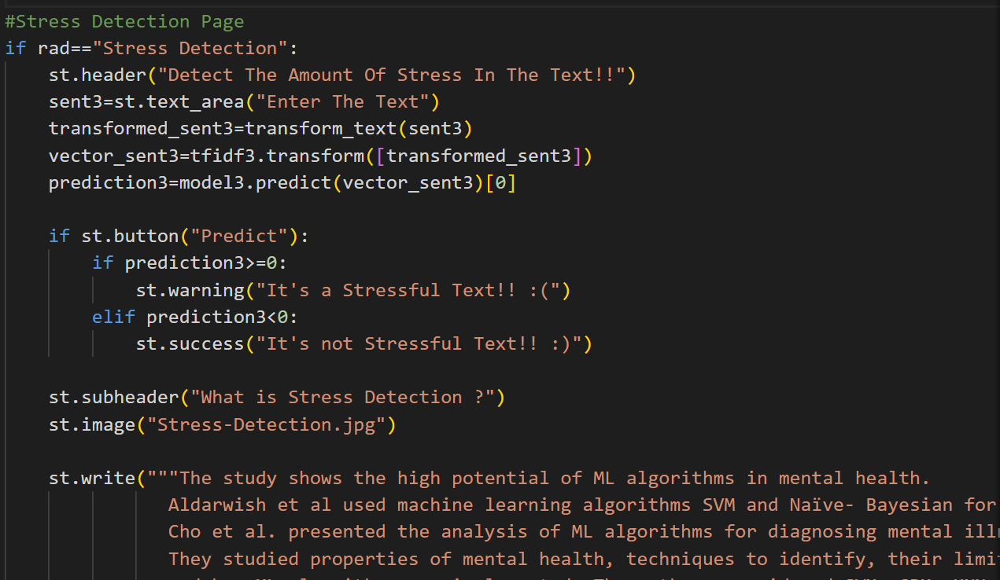 #Stress Detection Page
if rad=="Stress Detection":
    st.header("Detect The Amount Of Stress In The Text!!")
    sent3=st.text_area("Enter The Text")
    transformed_sent3=transform_text(sent3)
    vector_sent3=tfidf3.transform([transformed_sent3])
    prediction3=model3.predict(vector_sent3)[0]
    if st.button("Predict"):
        if prediction3>=0:
            st.warning("It's a Stressful Text!! :(")
        elif prediction3<0:
            st.success("It's not Stressful Text!! :)")
    st.subheader("What is Stress Detection ?")
    st.image("Stress-Detection.jpg")
    st.write("""The study shows the high potential of ML algorithms in mental health.
               Aldarwish et al used machine learning algorithms SVM and Naïve- Bayesian for
               Cho et al. presented the analysis of ML algorithms for diagnosing mental
               They studied properties of mental health, techniques to identify, their